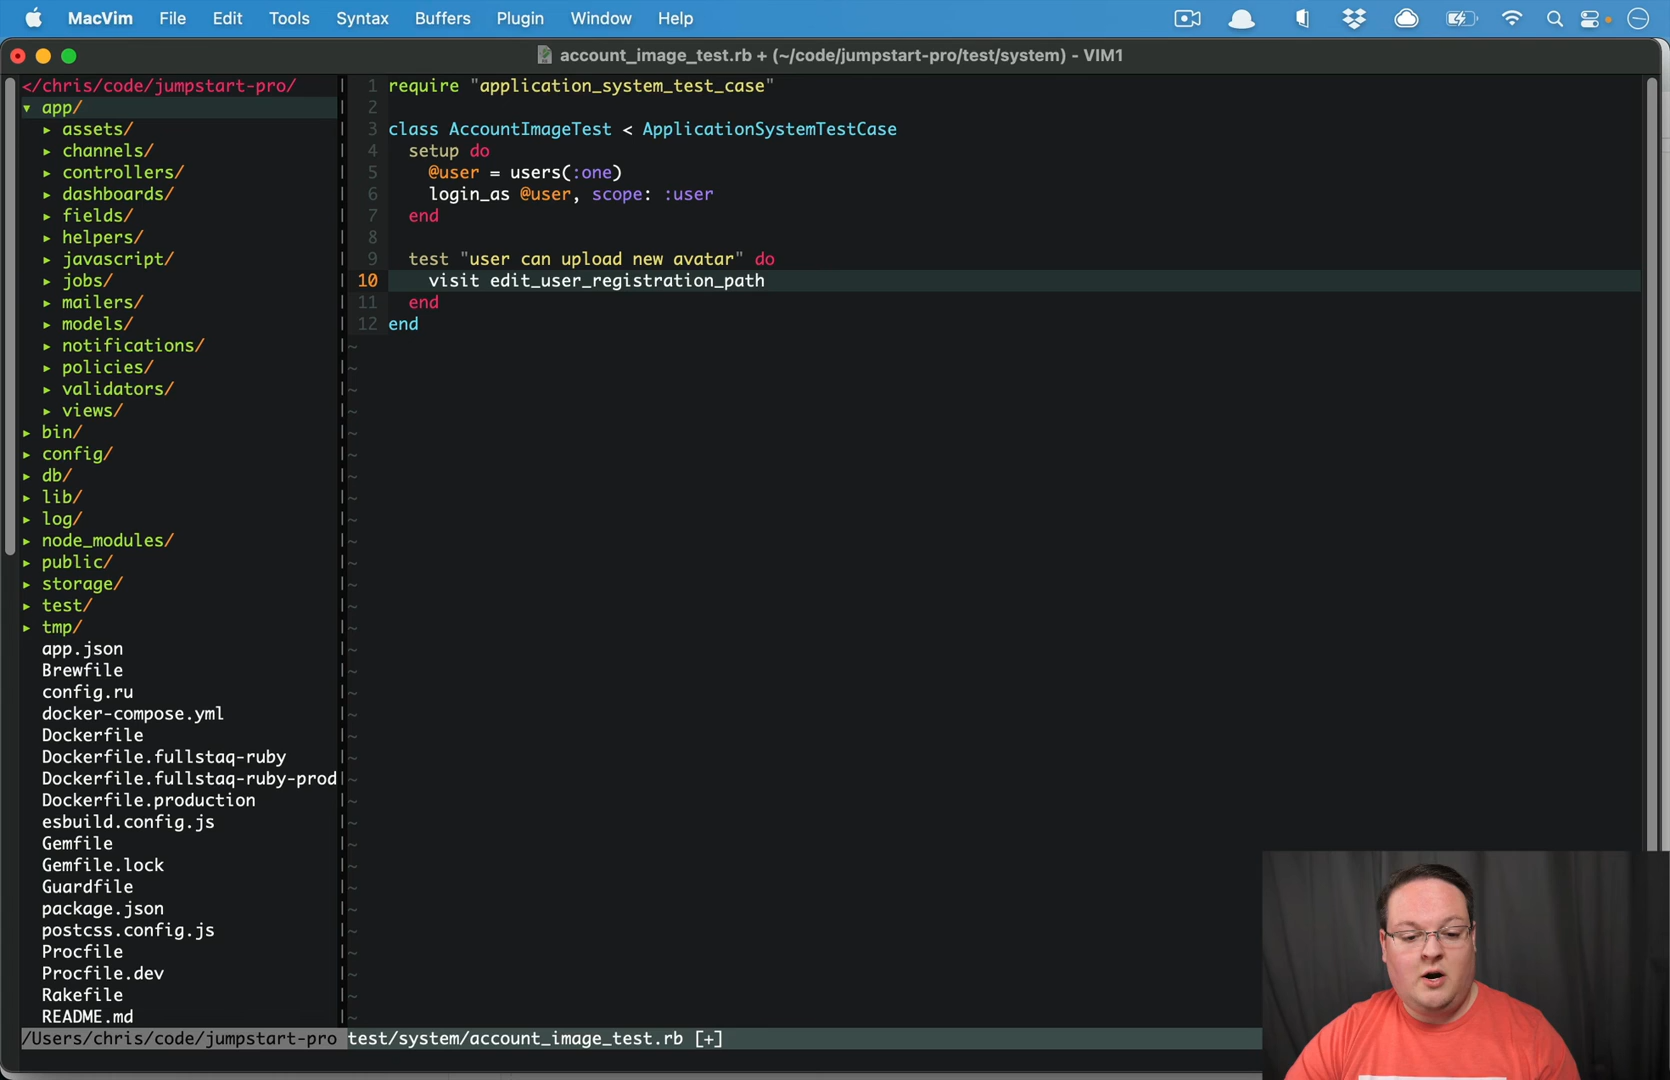 MacVim File Edit Tools Syntax Buffers Plugin Window Help
account_image_test.rb + (~/code/jumpstart-pro/test/system) - VIM1
</chris/code/jumpstart-pro/
▾ app/
▸ assets/
▸ channels/
▸ controllers/
▸ dashboards/
▸ fields/
▸ helpers/
▸ javascript/
▸ jobs/
▸ mailers/
▸ models/
▸ notifications/
▸ policies/
▸ validators/
▸ views/
▸ bin/
▸ config/
▸ db/
▸ lib/
▸ log/
▸ node_modules/
▸ public/
▸ storage/
▸ test/
▸ tmp/
app.json
Brewfile
config.ru
docker-compose.yml
Dockerfile
Dockerfile.fullstaq-ruby
Dockerfile.fullstaq-ruby-prod
Dockerfile.production
esbuild.config.js
Gemfile
Gemfile.lock
Guardfile
package.json
postcss.config.js
Procfile
Procfile.dev
Rakefile
README.md
/Users/chris/code/jumpstart-pro
1 require "application_system_test_case"
2
3 class AccountImageTest < ApplicationSystemTestCase
4 setup do
5 @user = users(:one)
6 login_as @user, scope: :user
7 end
8
9 test "user can upload new avatar" do
10 visit edit_user_registration_path
11 end
12 end
test/system/account_image_test.rb [+]